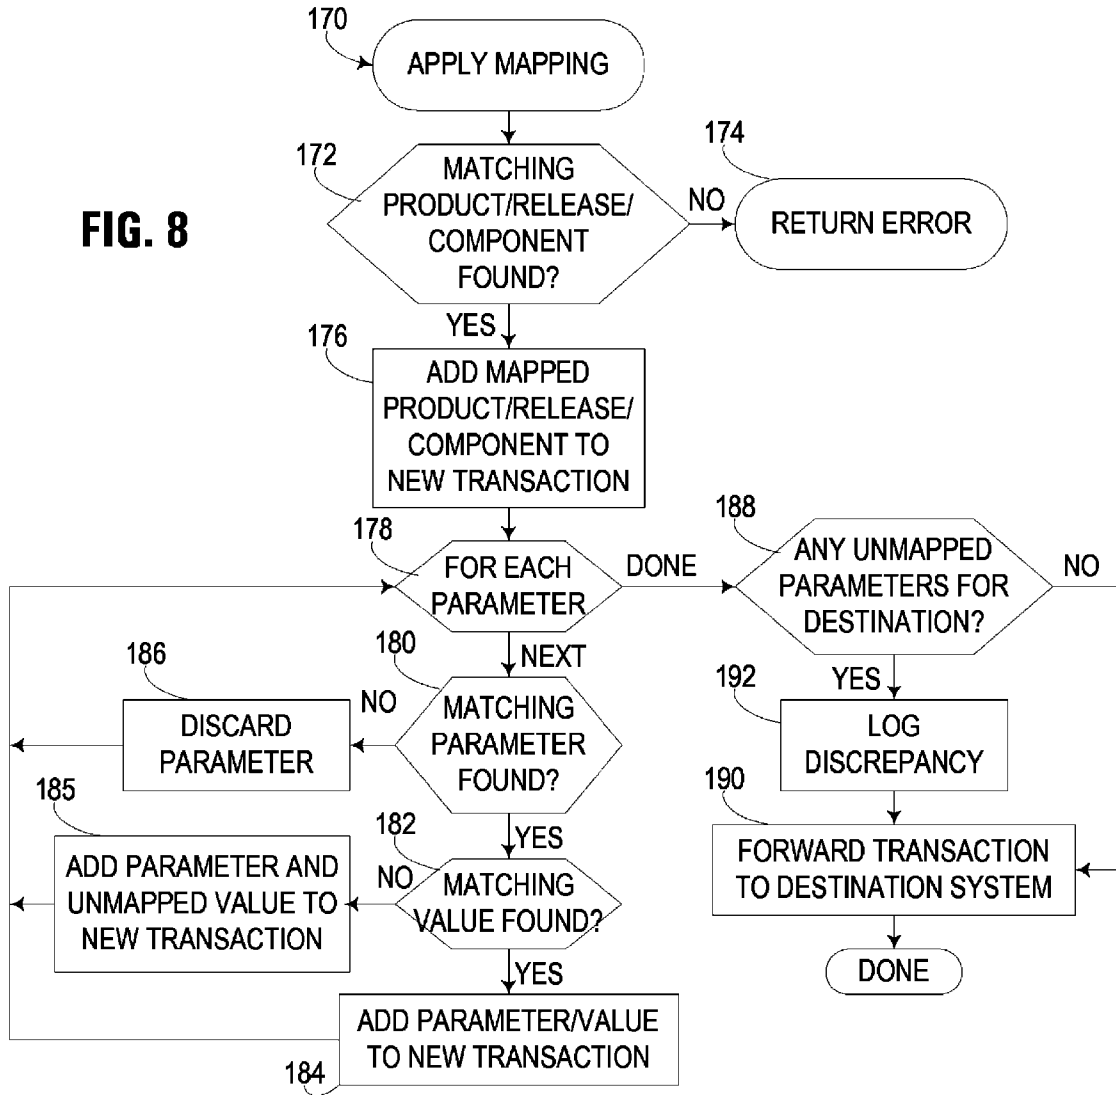 170
APPLY MAPPING
174
172
MATCHING
PRODUCT/RELEASE/
COMPONENT
FOUND?
NO
RETURN ERROR
FIG. 8
YES
176
ADD MAPPED
PRODUCT/RELEASE/
COMPONENT TO
NEW TRANSACTION
178
FOR EACH
PARAMETER
DONE
188
ANY UNMAPPED
PARAMETERS FOR
DESTINATION?
NO
NEXT
180
MATCHING
PARAMETER
FOUND?
NO
186
DISCARD
PARAMETER
YES
192
LOG
DISCREPANCY
185
ADD PARAMETER AND
UNMAPPED VALUE TO
NEW TRANSACTION
YES
182
MATCHING
VALUE FOUND?
NO
190
FORWARD TRANSACTION
TO DESTINATION SYSTEM
DONE
YES
ADD PARAMETER/VALUE
TO NEW TRANSACTION
184